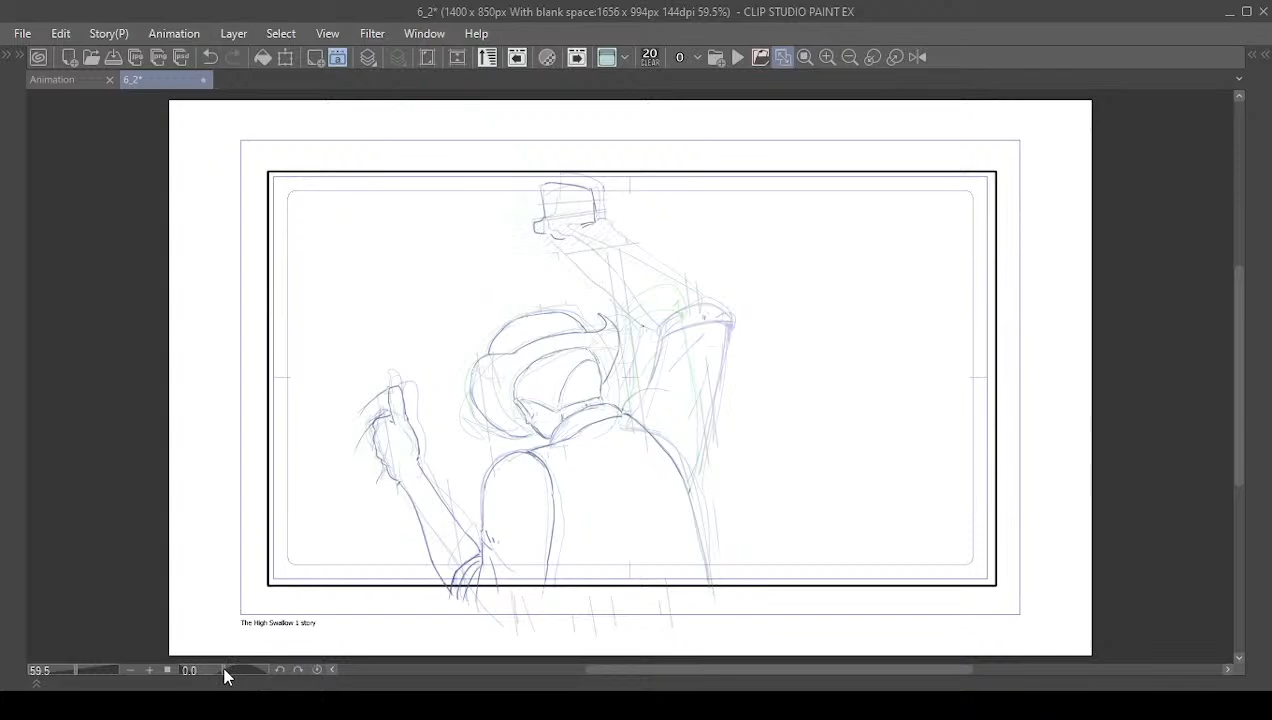 6_2* (1400 x 850px With blank space:1656 x 994px 144dpi 59.5%) - CLIP STUDIO PAINT EX
File Edit Story(P) Animation Layer Select View Filter Window Help
20 CLEAR 0
Animation 6_2*
The High Swallow 1 story
59.5 0.0